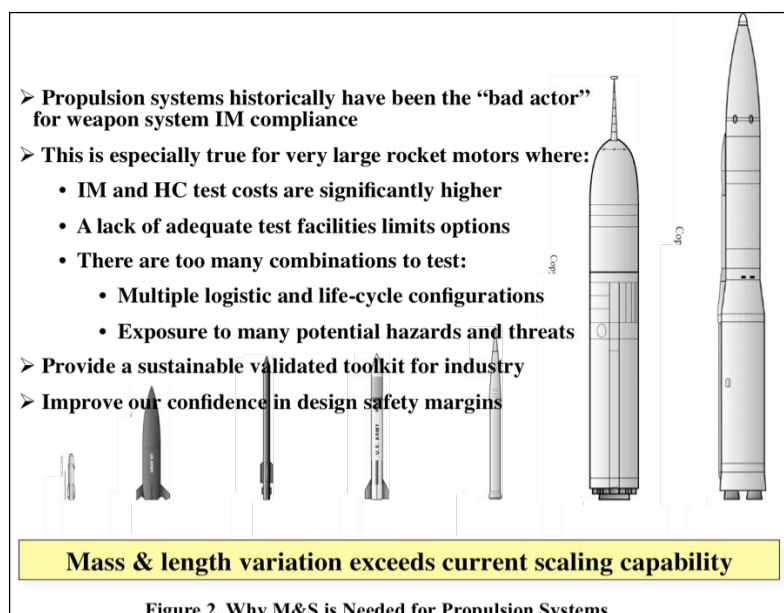 ➢ Propulsion systems historically have been the “bad actor”
for weapon system IM compliance
➢ This is especially true for very large rocket motors where:
• IM and HC test costs are significantly higher
• A lack of adequate test facilities limits options
• There are too many combinations to test:
• Multiple logistic and life-cycle configurations
• Exposure to many potential hazards and threats
➢ Provide a sustainable validated toolkit for industry
➢ Improve our confidence in design safety margins
U.S. ARMY
Cop
Cop
Mass & length variation exceeds current scaling capability
Figure 2. Why M&S is Needed for Propulsion Systems